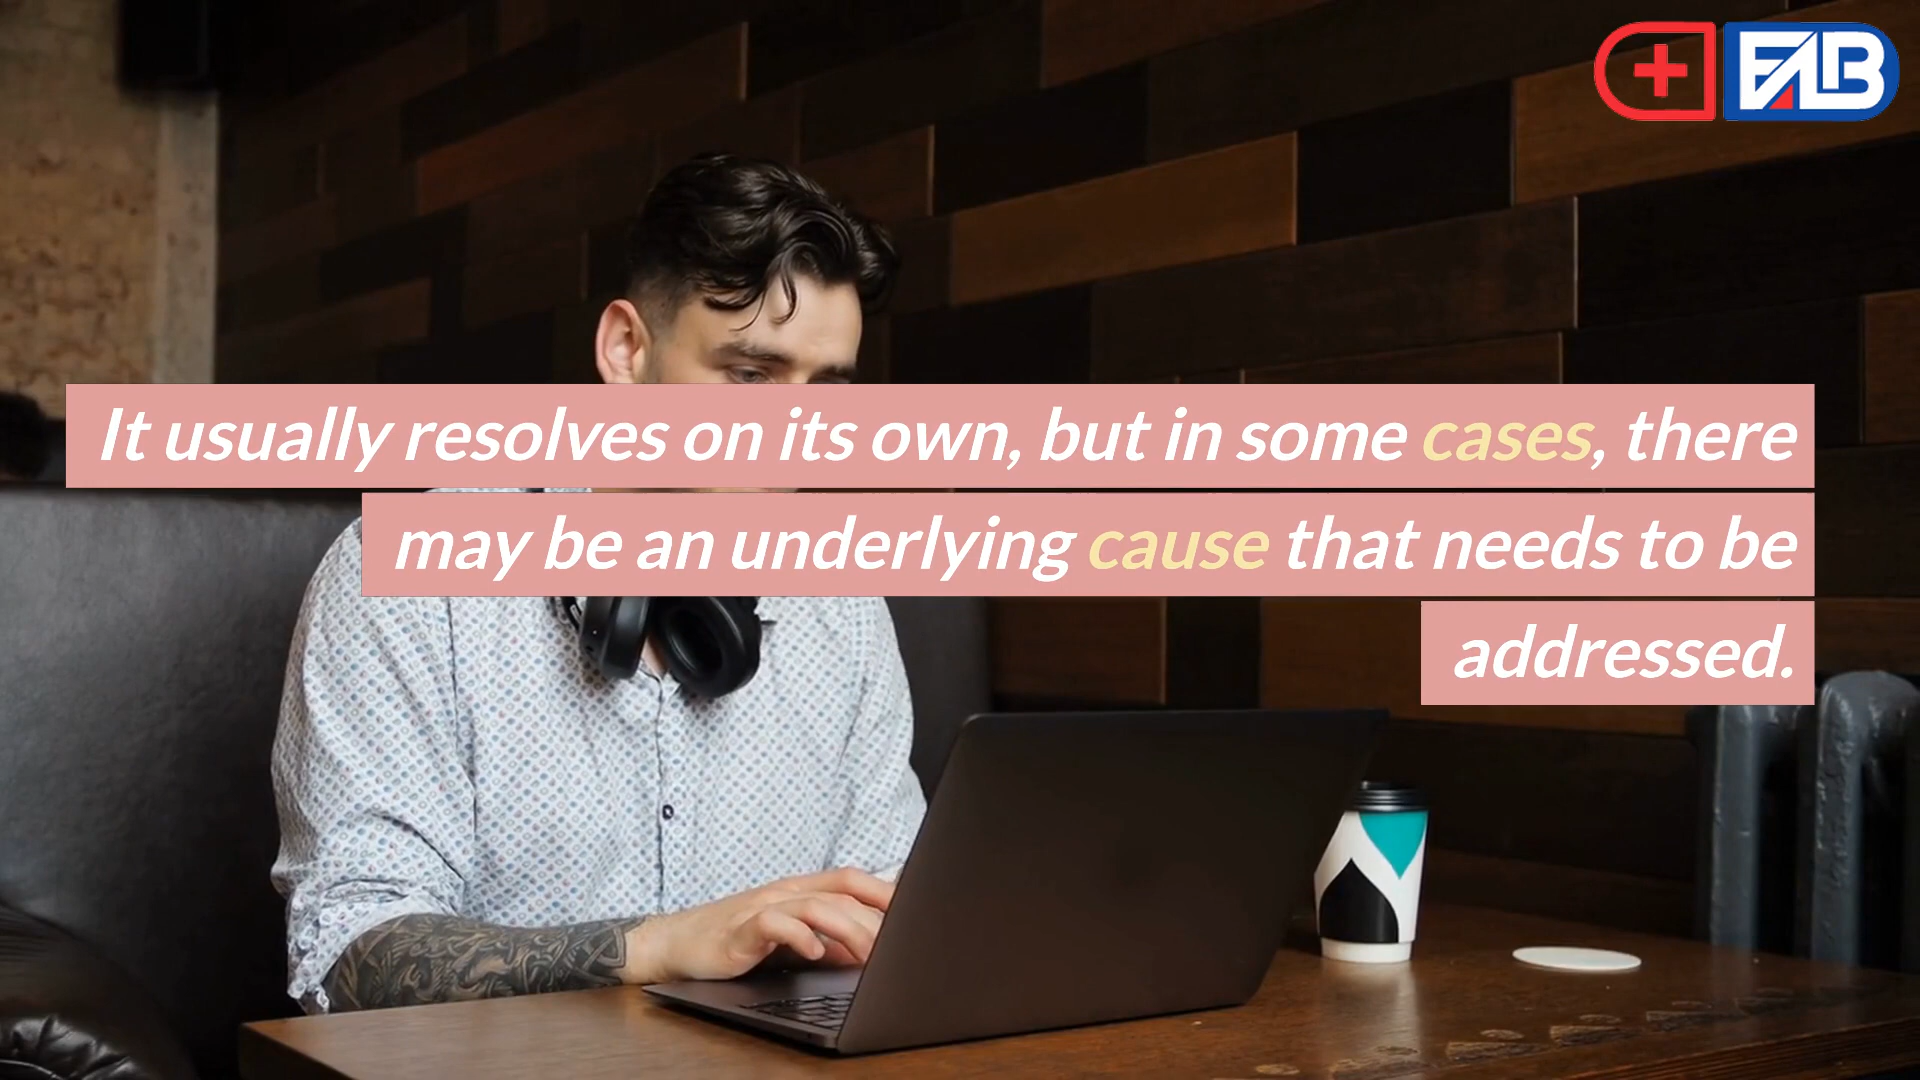 FAB
It usually resolves on its own, but in some cases, there
may be an underlying cause that needs to be
addressed.